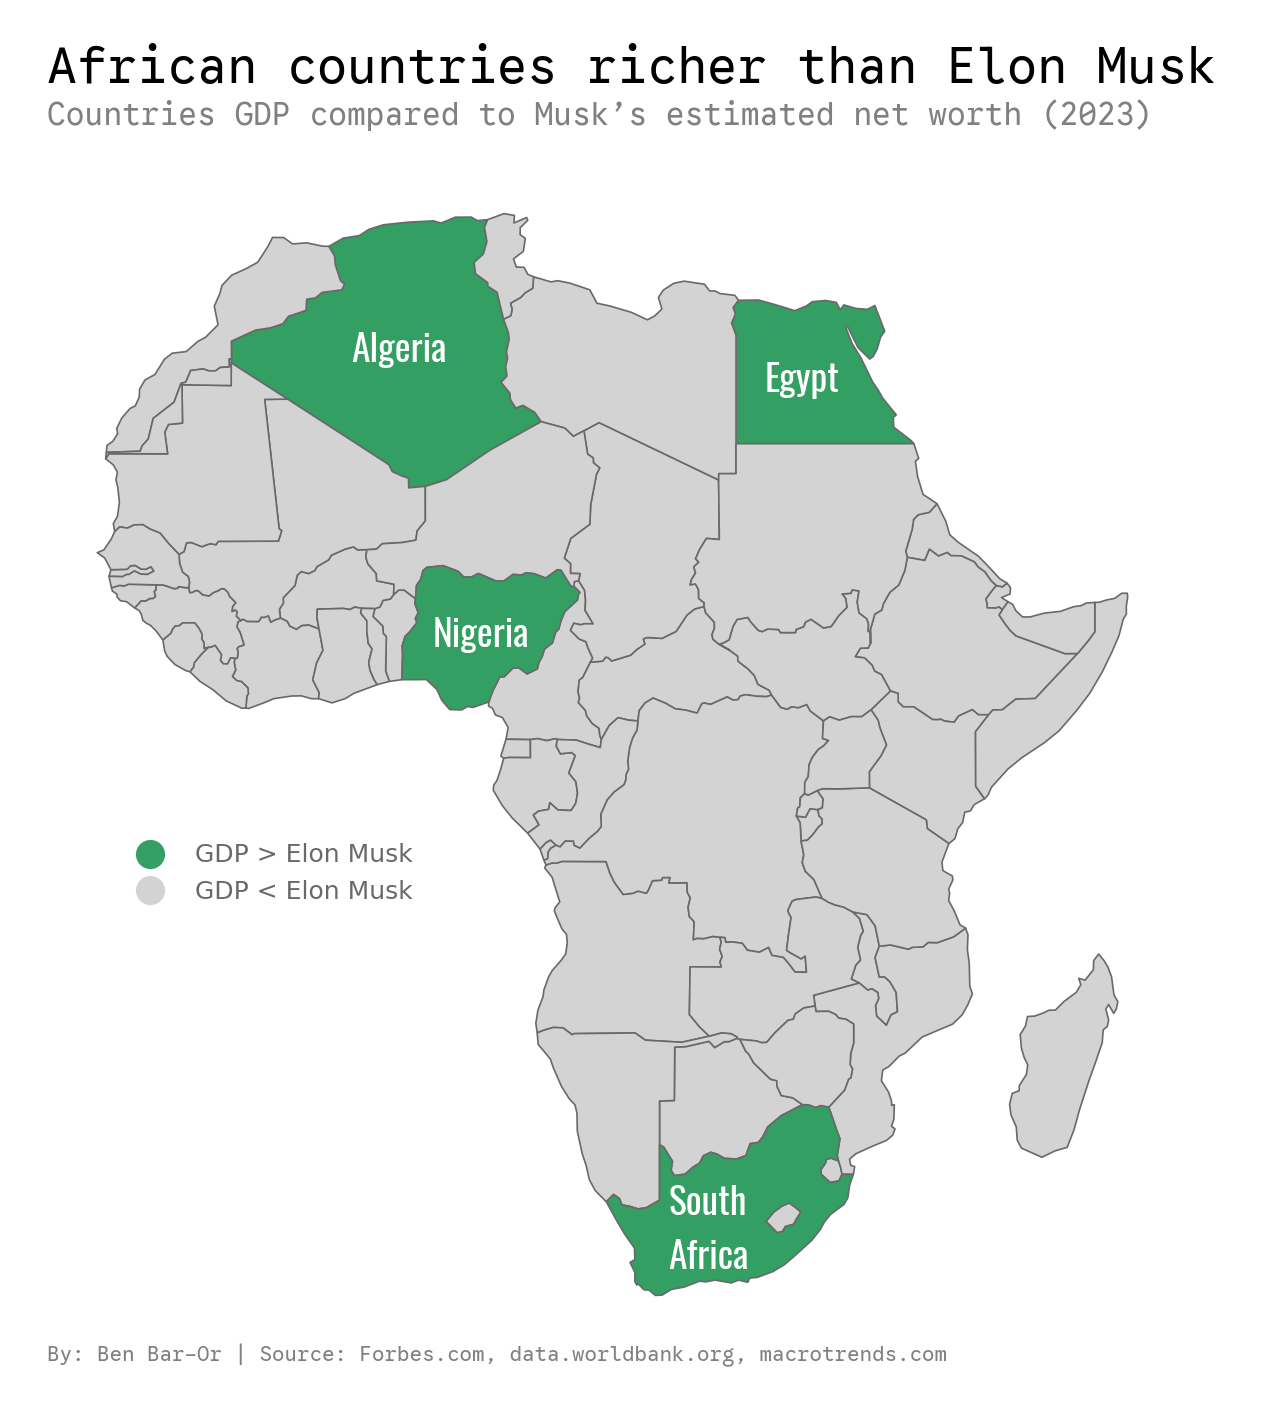 African countries richer than Elon Musk
Countries GDP compared to Musk’s estimated net worth (2023)
Algeria
Egypt
Nigeria
GDP > Elon Musk
GDP < Elon Musk
South
Africa
By: Ben Bar-Or | Source: Forbes.com, data.worldbank.org, macrotrends.com